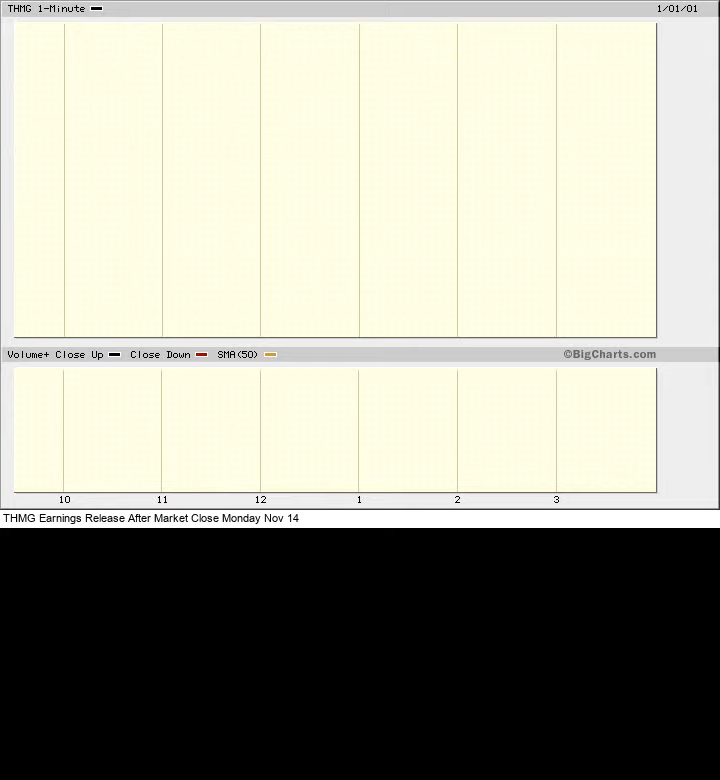 THMG 1-Minute 1/01/01
Volume+ Close Up Close Down SMA(50) ©BigCharts.com
10 11 12 1 2 3
THMG Earnings Release After Market Close Monday Nov 14